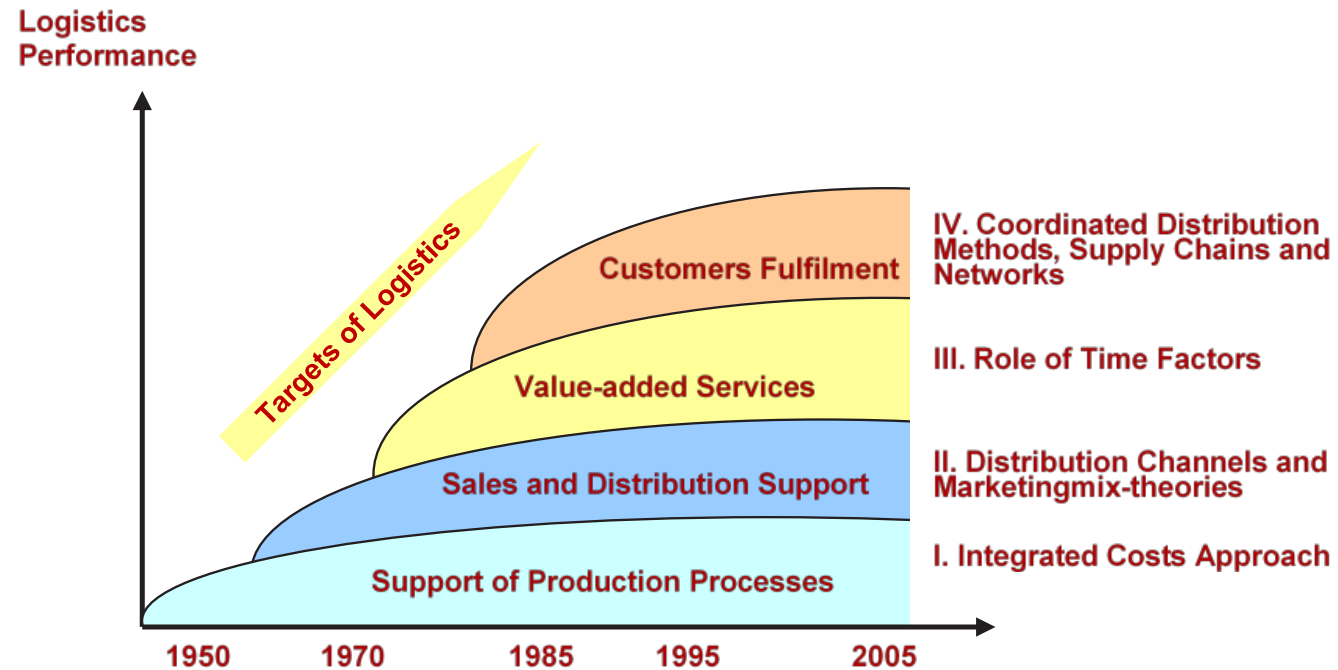 Logistics
Performance
Targets of Logistics
Customers Fulfilment
IV. Coordinated Distribution
Methods, Supply Chains and
Networks
Value-added Services
III. Role of Time Factors
Sales and Distribution Support
II. Distribution Channels and
Marketingmix-theories
Support of Production Processes
I. Integrated Costs Approach
1950 1970 1985 1995 2005